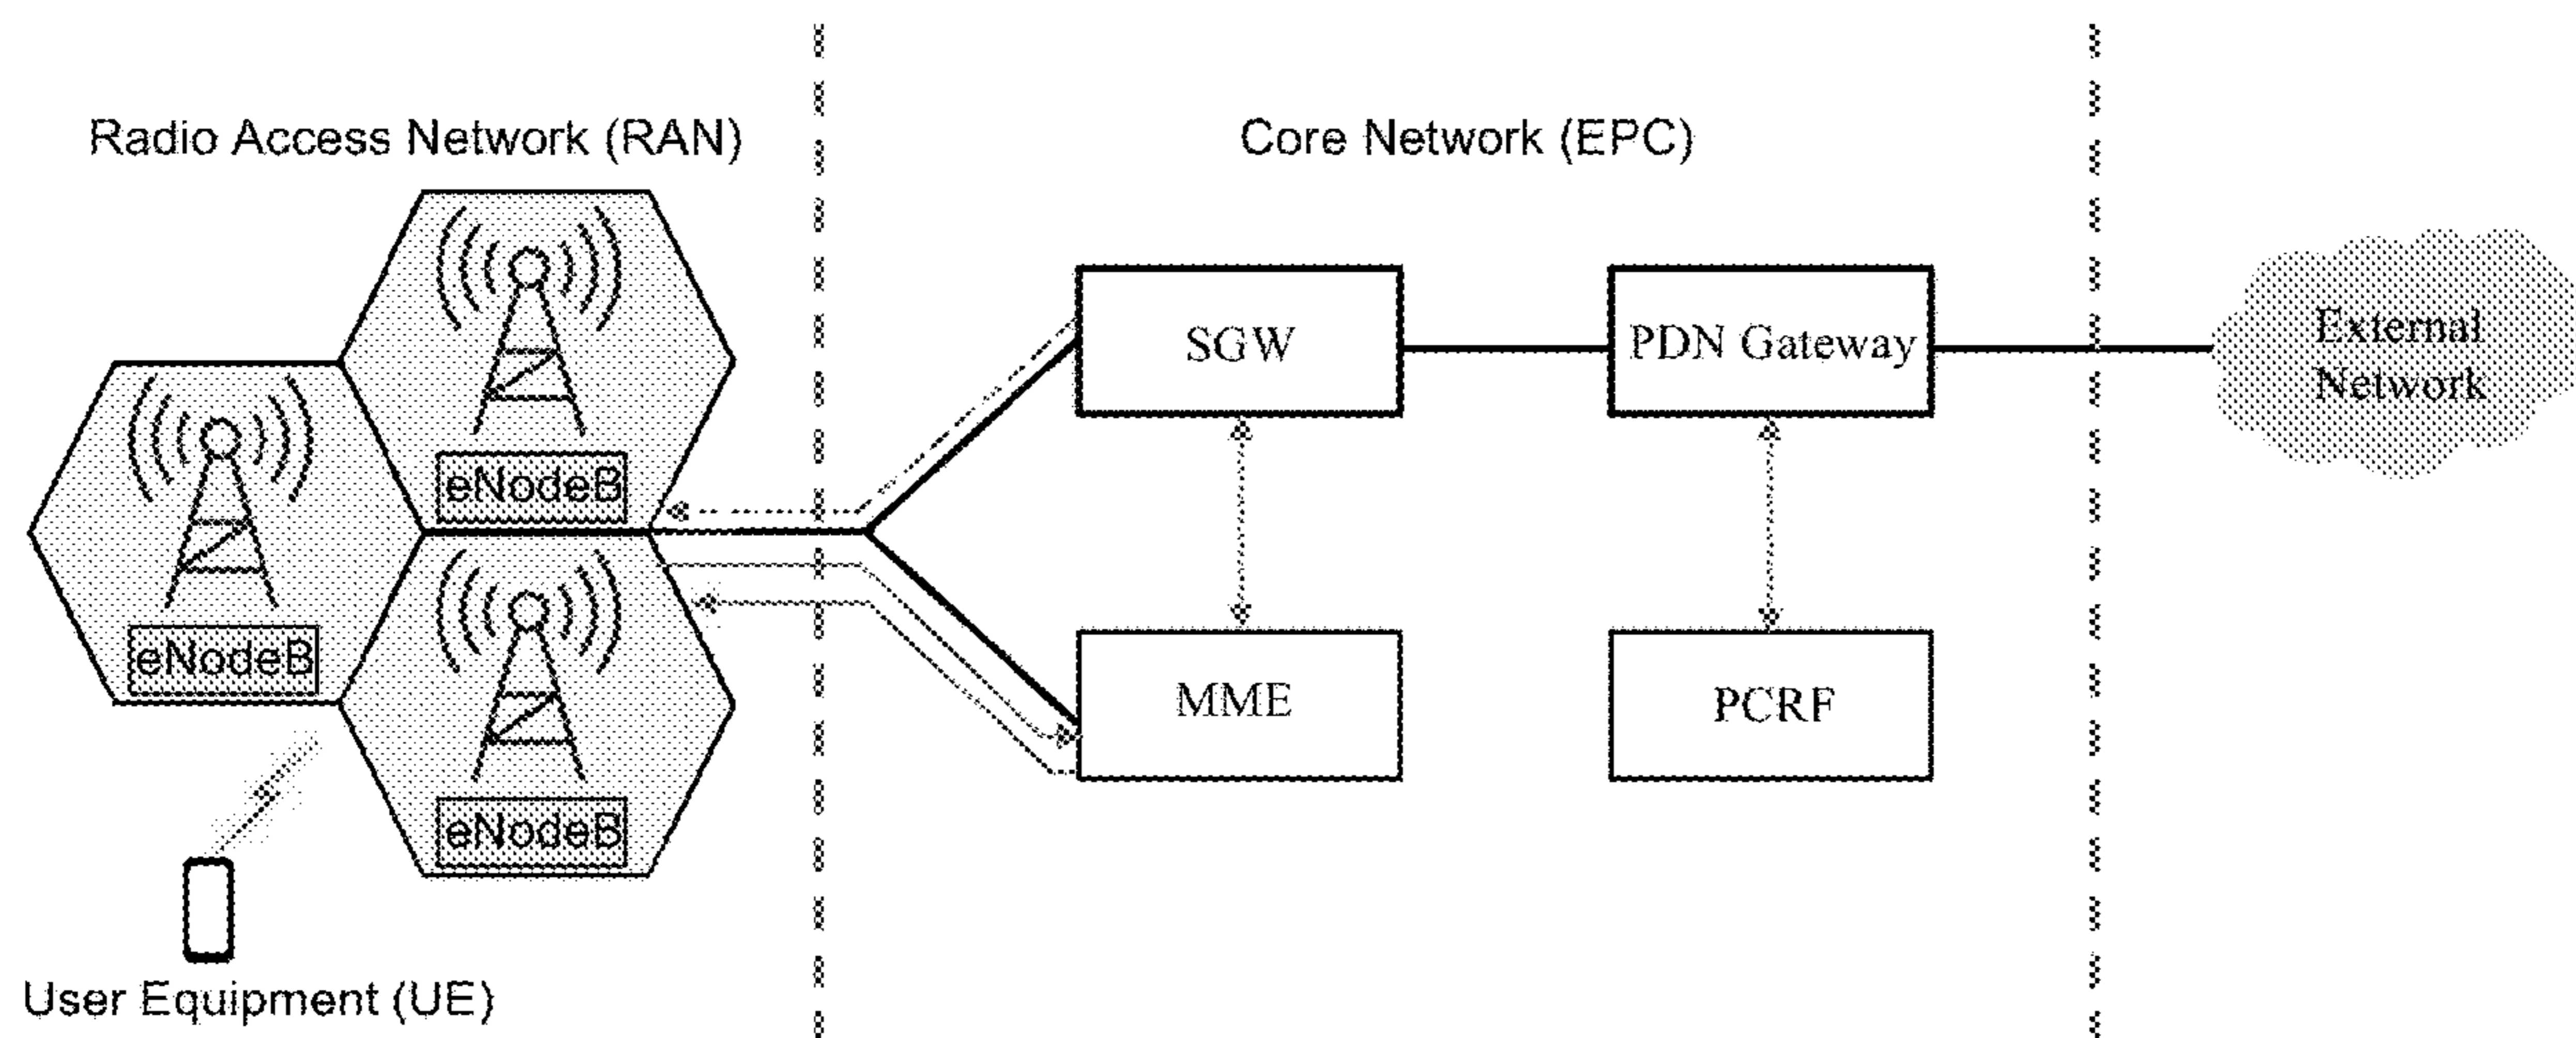 Radio Access Network (RAN)
Core Network (EPC)
eNodeB
eNodeB
eNodeB
SGW
PDN Gateway
External
Network
MME
PCRF
User Equipment (UE)